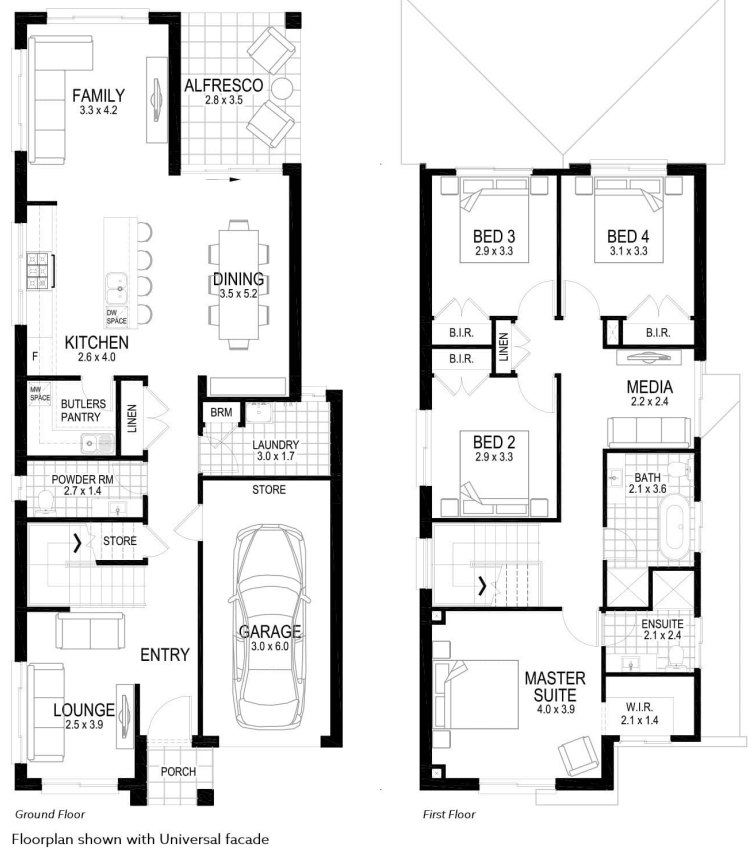 FAMILY
3.3 x 4.2
ALFRESCO
2.8 x 3.5
DINING
3.5 x 5.2
DW
SPACE
KITCHEN
2.6 x 4.0
F
MW
SPACE
BUTLERS
PANTRY
LINEN
BRM
LAUNDRY
3.0 x 1.7
POWDER RM
2.7 x 1.4
STORE
STORE
GARAGE
3.0 x 6.0
ENTRY
LOUNGE
2.5 x 3.9
PORCH
Ground Floor
BED 3
2.9 x 3.3
BED 4
3.1 x 3.3
B.I.R.
LINEN
B.I.R.
B.I.R.
MEDIA
2.2 x 2.4
BED 2
2.9 x 3.3
BATH
2.1 x 3.6
ENSUITE
2.1 x 2.4
MASTER
SUITE
4.0 x 3.9
W.I.R.
2.1 x 1.4
First Floor
Floorplan shown with Universal facade